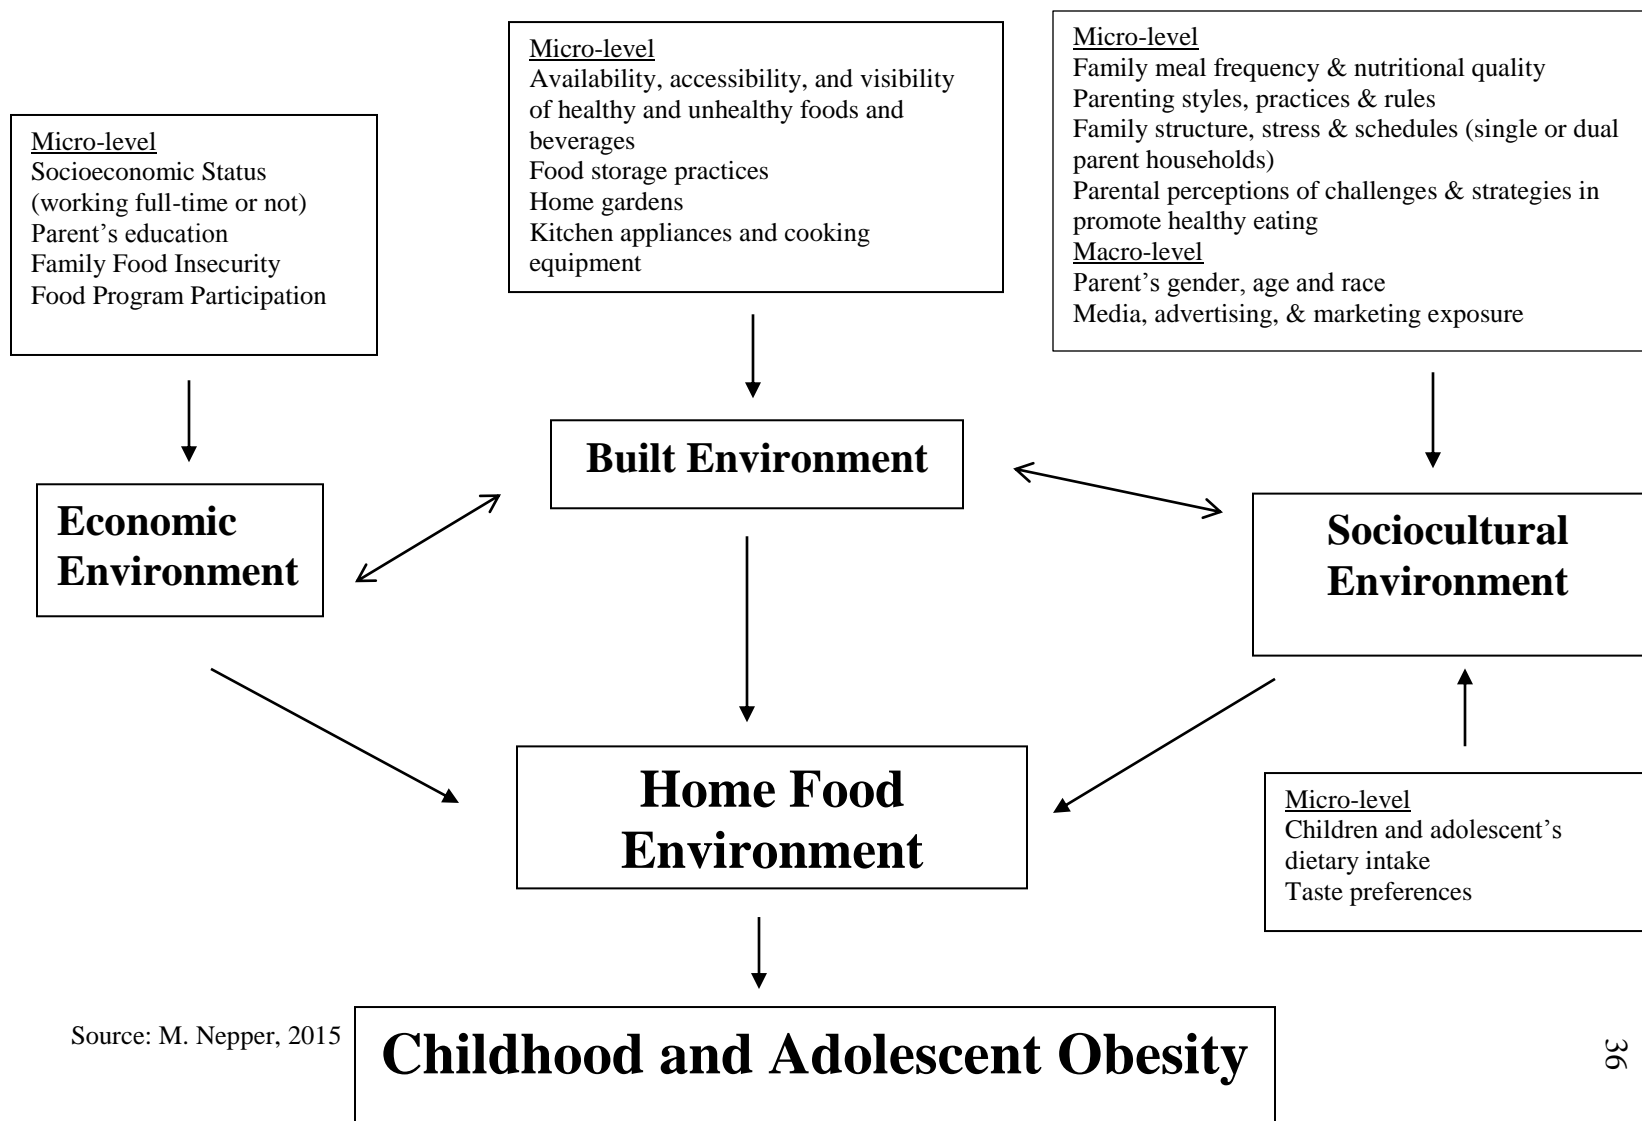 Micro-level
Socioeconomic Status
(working full-time or not)
Parent’s education
Family Food Insecurity
Food Program Participation
Micro-level
Availability, accessibility, and visibility
of healthy and unhealthy foods and
beverages
Food storage practices
Home gardens
Kitchen appliances and cooking
equipment
Micro-level
Family meal frequency & nutritional quality
Parenting styles, practices & rules
Family structure, stress & schedules (single or dual
parent households)
Parental perceptions of challenges & strategies in
promote healthy eating
Macro-level
Parent’s gender, age and race
Media, advertising, & marketing exposure
Economic
Environment
Built Environment
Sociocultural
Environment
Home Food
Environment
Micro-level
Children and adolescent’s
dietary intake
Taste preferences
Source: M. Nepper, 2015
Childhood and Adolescent Obesity
36